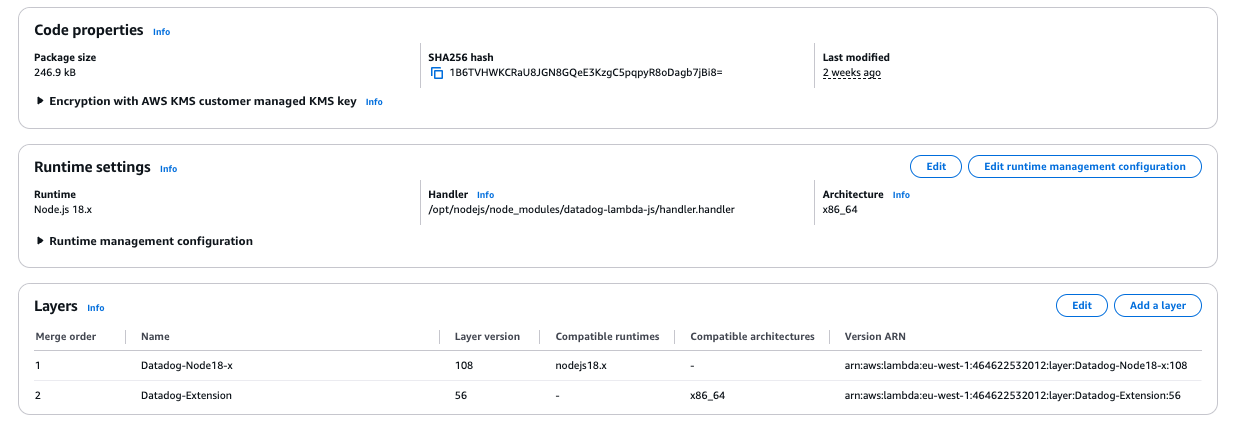 Code properties Info
Package size SHA256 hash Last modified
246.9 kB 1B6TVHWKCRaU8JGN8GQeE3KzgC5pqpyR8oDagb7jBi8= 2 weeks ago
Encryption with AWS KMS customer managed KMS key Info
Runtime settings Info Edit Edit runtime management configuration
Runtime Handler Info Architecture Info
Node.js 18.x /opt/nodejs/node_modules/datadog-lambda-js/handler.handler x86_64
Runtime management configuration
Layers Info Edit Add a layer
Merge order Name Layer version Compatible runtimes Compatible architectures Version ARN
1 Datadog-Node18-x 108 nodejs18.x - arn:aws:lambda:eu-west-1:464622532012:layer:Datadog-Node18-x:108
2 Datadog-Extension 56 - x86_64 arn:aws:lambda:eu-west-1:464622532012:layer:Datadog-Extension:56